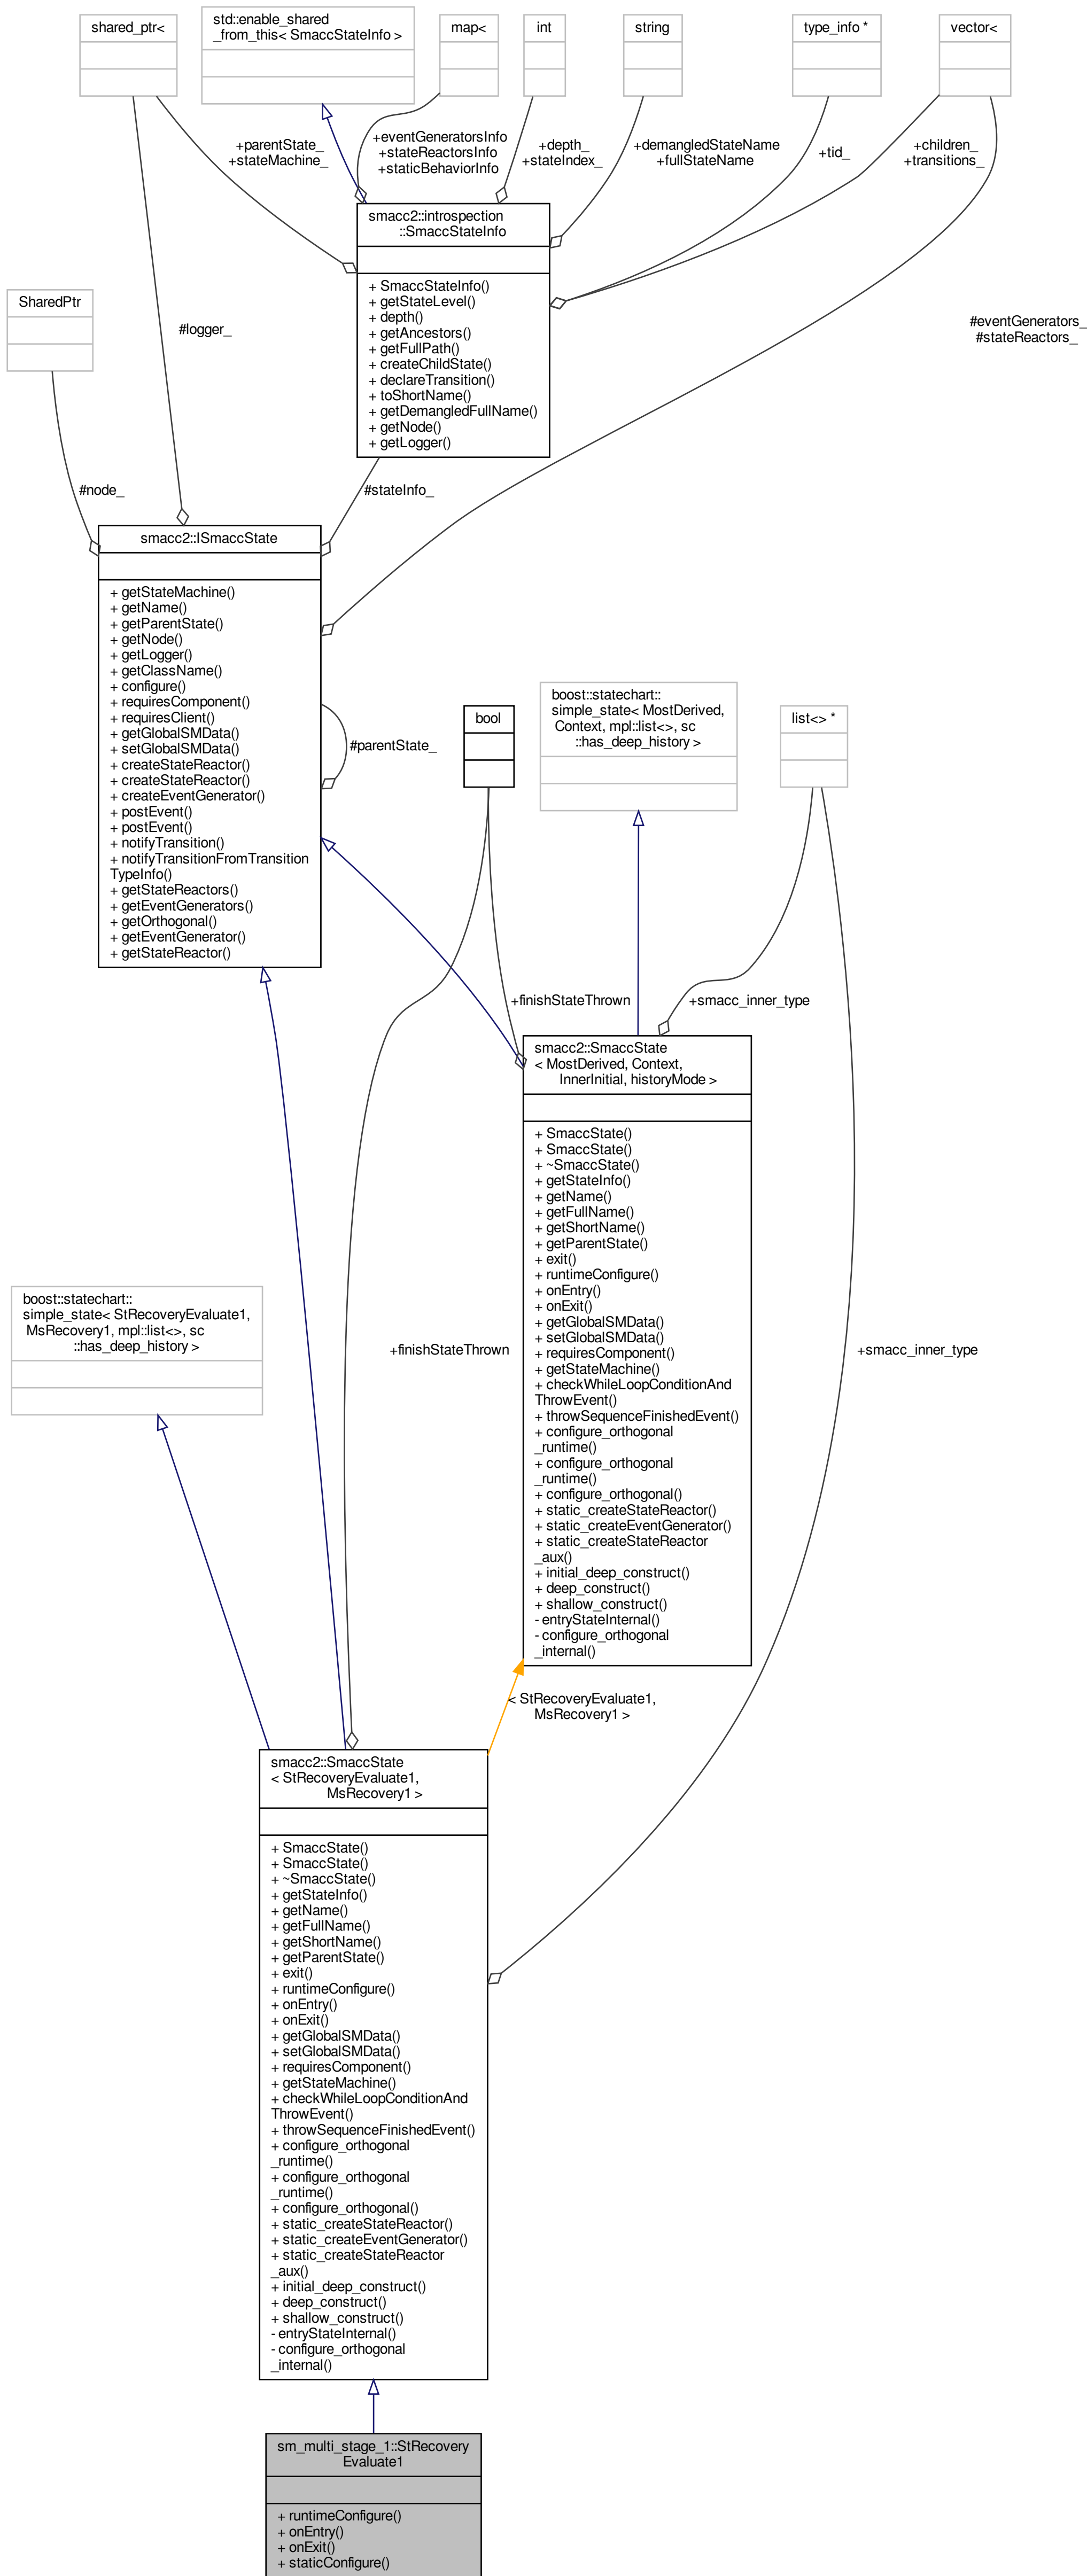 shared_ptr<
std::enable_shared
_from_this< SmaccStateInfo >
map<
int
string
type_info *
vector<
+parentState_
+stateMachine_
+eventGeneratorsInfo
+stateReactorsInfo
+staticBehaviorInfo
+depth_
+stateIndex_
+demangledStateName
+fullStateName
+tid_
+children_
+transitions_
smacc2::introspection
::SmaccStateInfo
+ SmaccStateInfo()
+ getStateLevel()
+ depth()
+ getAncestors()
+ getFullPath()
+ createChildState()
+ declareTransition()
+ toShortName()
+ getDemangledFullName()
+ getNode()
+ getLogger()
SharedPtr
#logger_
#eventGenerators_
#stateReactors_
#node_
#stateInfo_
smacc2::ISmaccState
+ getStateMachine()
+ getName()
+ getParentState()
+ getNode()
+ getLogger()
+ getClassName()
+ configure()
+ requiresComponent()
+ requiresClient()
+ getGlobalSMData()
+ setGlobalSMData()
+ createStateReactor()
+ createStateReactor()
+ createEventGenerator()
+ postEvent()
+ postEvent()
+ notifyTransition()
+ notifyTransitionFromTransition
TypeInfo()
+ getStateReactors()
+ getEventGenerators()
+ getOrthogonal()
+ getEventGenerator()
+ getStateReactor()
#parentState_
bool
boost::statechart::
simple_state< MostDerived,
Context, mpl::list<>, sc
::has_deep_history >
list<> *
+finishStateThrown
+smacc_inner_type
smacc2::SmaccState
< MostDerived, Context,
InnerInitial, historyMode >
+ SmaccState()
+ SmaccState()
+ ~SmaccState()
+ getStateInfo()
+ getName()
+ getFullName()
+ getShortName()
+ getParentState()
+ exit()
+ runtimeConfigure()
+ onEntry()
+ onExit()
+ getGlobalSMData()
+ setGlobalSMData()
+ requiresComponent()
+ getStateMachine()
+ checkWhileLoopConditionAnd
ThrowEvent()
+ throwSequenceFinishedEvent()
+ configure_orthogonal
_runtime()
+ configure_orthogonal
_runtime()
+ configure_orthogonal()
+ static_createStateReactor()
+ static_createEventGenerator()
+ static_createStateReactor
_aux()
+ initial_deep_construct()
+ deep_construct()
+ shallow_construct()
- entryStateInternal()
- configure_orthogonal
_internal()
boost::statechart::
simple_state< StRecoveryEvaluate1,
MsRecovery1, mpl::list<>, sc
::has_deep_history >
+finishStateThrown
+smacc_inner_type
< StRecoveryEvaluate1,
MsRecovery1 >
smacc2::SmaccState
< StRecoveryEvaluate1,
MsRecovery1 >
+ SmaccState()
+ SmaccState()
+ ~SmaccState()
+ getStateInfo()
+ getName()
+ getFullName()
+ getShortName()
+ getParentState()
+ exit()
+ runtimeConfigure()
+ onEntry()
+ onExit()
+ getGlobalSMData()
+ setGlobalSMData()
+ requiresComponent()
+ getStateMachine()
+ checkWhileLoopConditionAnd
ThrowEvent()
+ throwSequenceFinishedEvent()
+ configure_orthogonal
_runtime()
+ configure_orthogonal
_runtime()
+ configure_orthogonal()
+ static_createStateReactor()
+ static_createEventGenerator()
+ static_createStateReactor
_aux()
+ initial_deep_construct()
+ deep_construct()
+ shallow_construct()
- entryStateInternal()
- configure_orthogonal
_internal()
sm_multi_stage_1::StRecovery
Evaluate1
+ runtimeConfigure()
+ onEntry()
+ onExit()
+ staticConfigure()